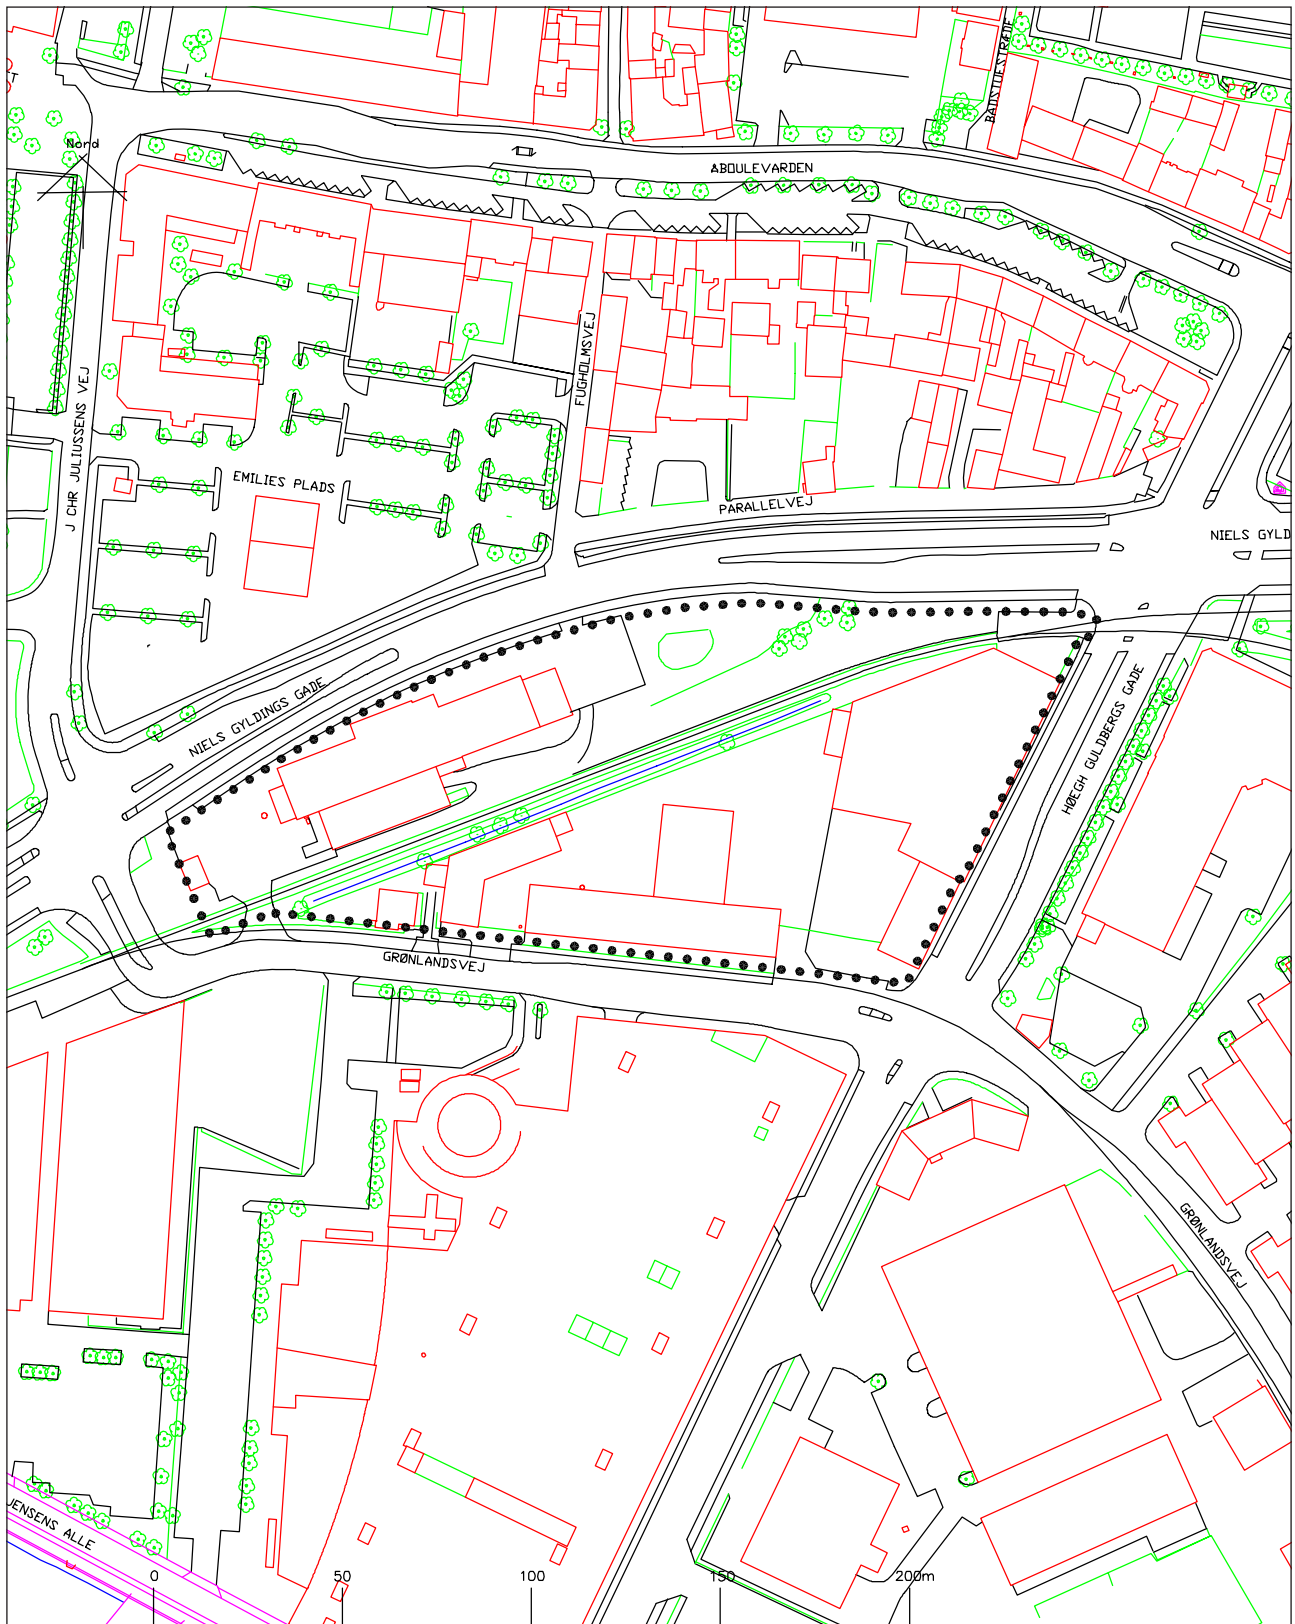 BADSTUESTRÆDE
Nord
ABOULEVARDEN
FUGHOLMSVEJ
J CHR JULIUSSENS VEJ
EMILIES PLADS
PARALLELVEJ
NIELS GYLD
NIELS GYLDINGS GADE
HØEGH GULDBERGS GADE
GRØNLANDSVEJ
GRØNLANDSVEJ
JENSENS ALLE
0 50 100 150 200m